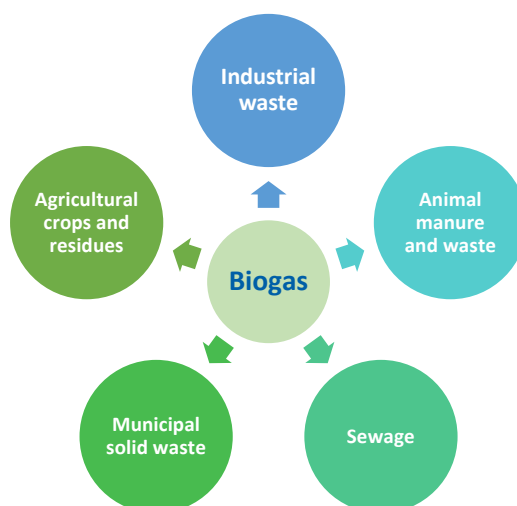 Industrial
waste
Agricultural
crops and
residues
Animal
manure
and waste
Biogas
Municipal
solid waste
Sewage